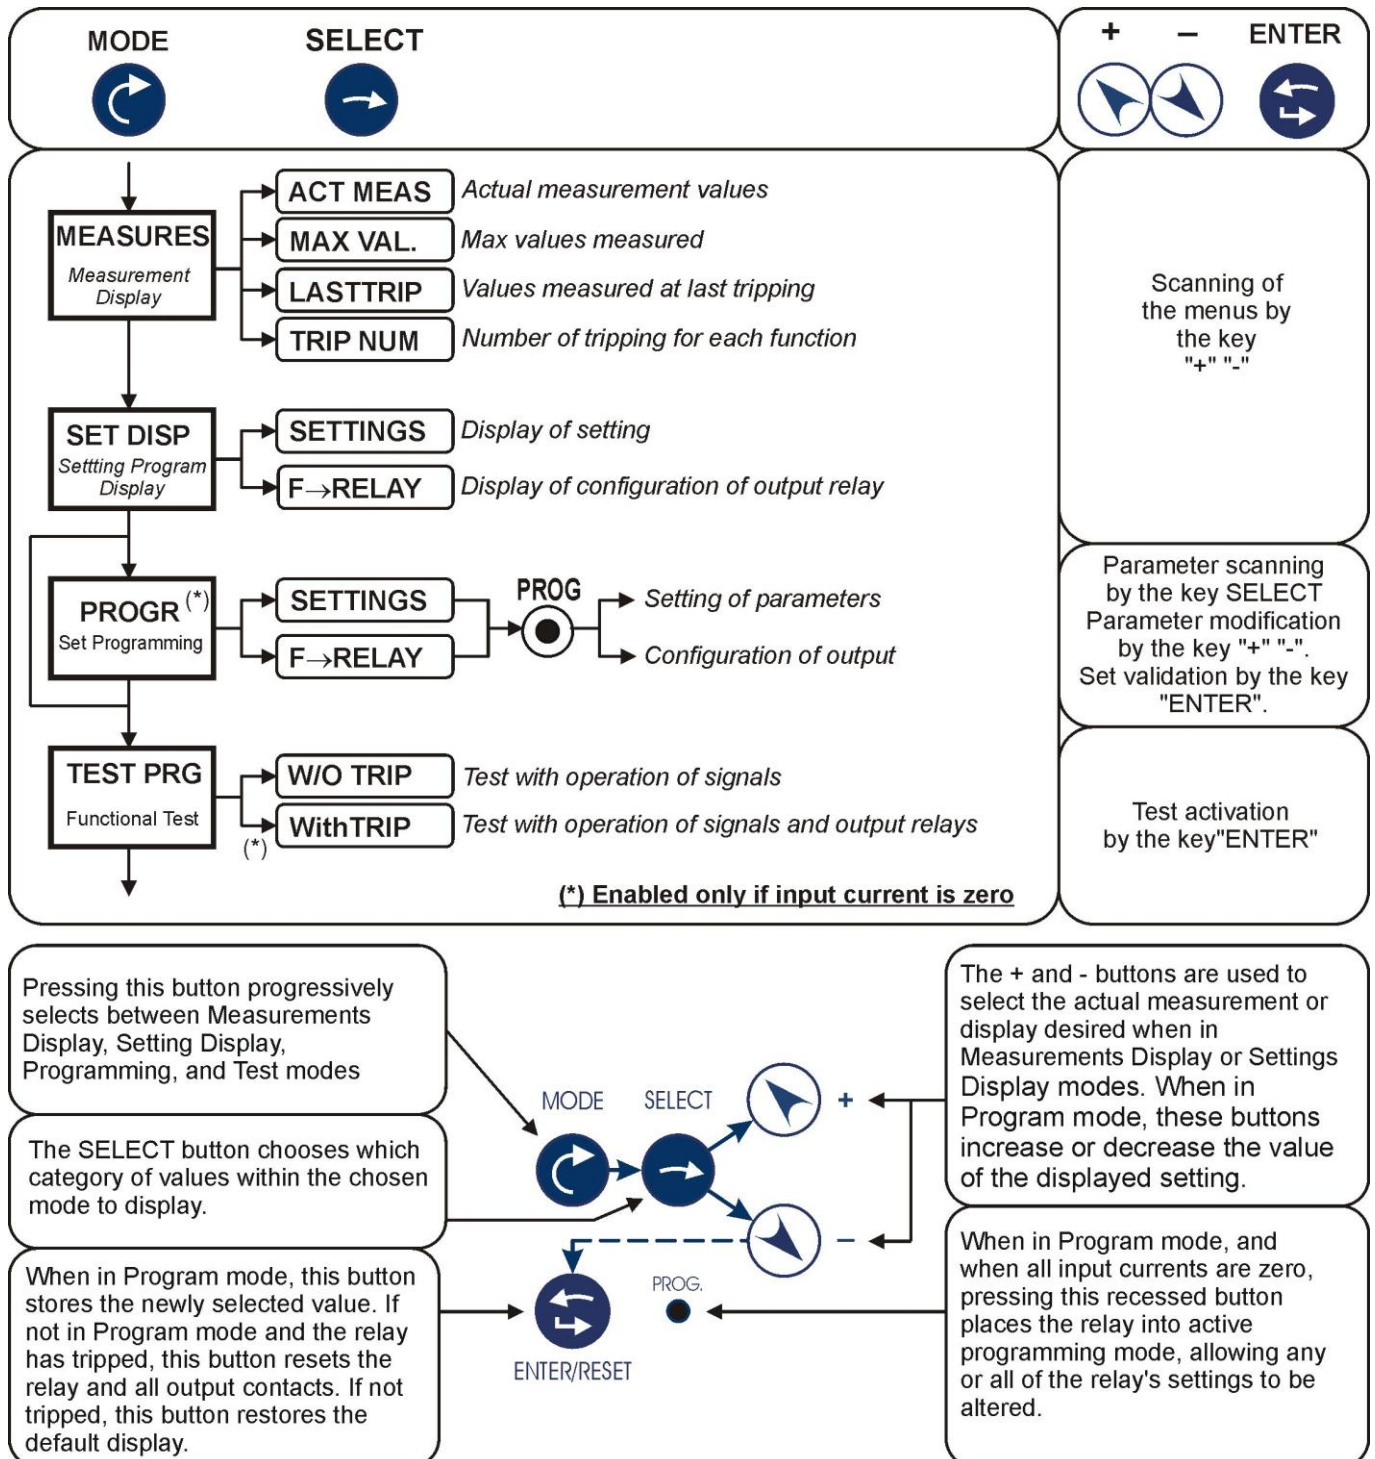 MODE
SELECT
+ – ENTER
MEASURES
Measurement
Display
ACT MEAS Actual measurement values
MAX VAL. Max values measured
LASTTRIP Values measured at last tripping
TRIP NUM Number of tripping for each function
Scanning of
the menus by
the key
"+" "-"
SET DISP
Settting Program
Display
SETTINGS Display of setting
F→RELAY Display of configuration of output relay
PROGR (*)
Set Programming
SETTINGS
F→RELAY
PROG
Setting of parameters
Configuration of output
Parameter scanning
by the key SELECT
Parameter modification
by the key "+" "-".
Set validation by the key
"ENTER".
TEST PRG
Functional Test
W/O TRIP Test with operation of signals
(*)
WithTRIP Test with operation of signals and output relays
Test activation
by the key"ENTER"
(*) Enabled only if input current is zero
Pressing this button progressively
selects between Measurements
Display, Setting Display,
Programming, and Test modes
The SELECT button chooses which
category of values within the chosen
mode to display.
When in Program mode, this button
stores the newly selected value. If
not in Program mode and the relay
has tripped, this button resets the
relay and all output contacts. If not
tripped, this button restores the
default display.
MODE
SELECT
+
–
PROG.
ENTER/RESET
The + and - buttons are used to
select the actual measurement or
display desired when in
Measurements Display or Settings
Display modes. When in
Program mode, these buttons
increase or decrease the value
of the displayed setting.
When in Program mode, and
when all input currents are zero,
pressing this recessed button
places the relay into active
programming mode, allowing any
or all of the relay's settings to be
altered.